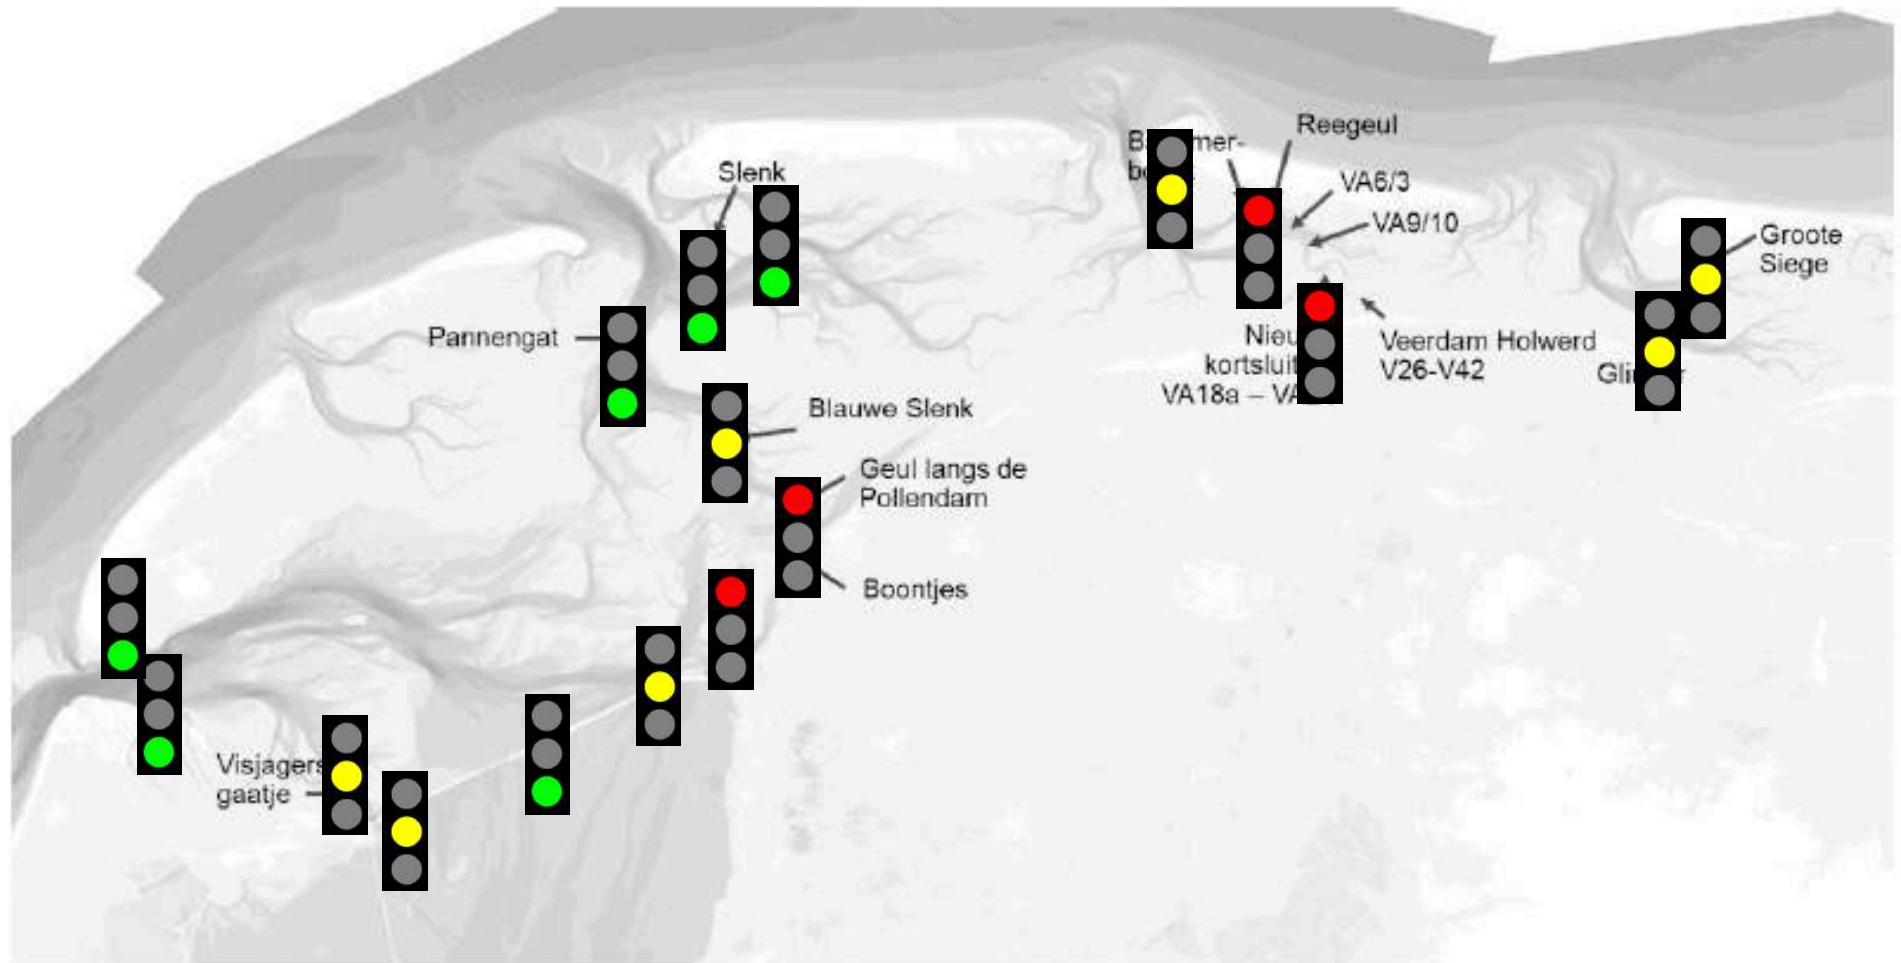 Slenk
Reegeul
VA6/3
VA9/10
Groote
Siege
Pannengat
Veerdam Holwerd
V26-V42
Blauwe Slenk
Geul langs de
Pollendam
Boontjes
gaatje